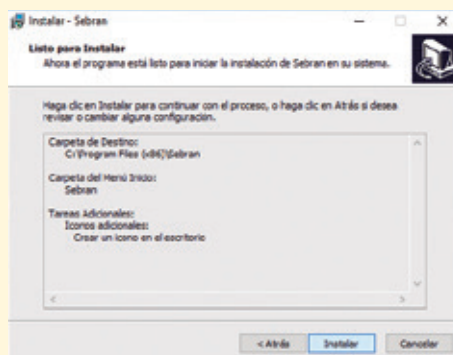 Instalar - Sebran
Listo para Instalar
Ahora el programa está listo para iniciar la instalación de Sebran en su sistema.
Haga clic en Instalar para continuar con el proceso, o haga clic en Atrás si desea
revisar o cambiar alguna configuración.
Carpeta de Destino:
C:\Program Files (x86)\Sebran
Carpeta del Menú Inicio:
Sebran
Tareas Adicionales:
Iconos adicionales:
Crear un icono en el escritorio
< Atrás
Instalar
Cancelar